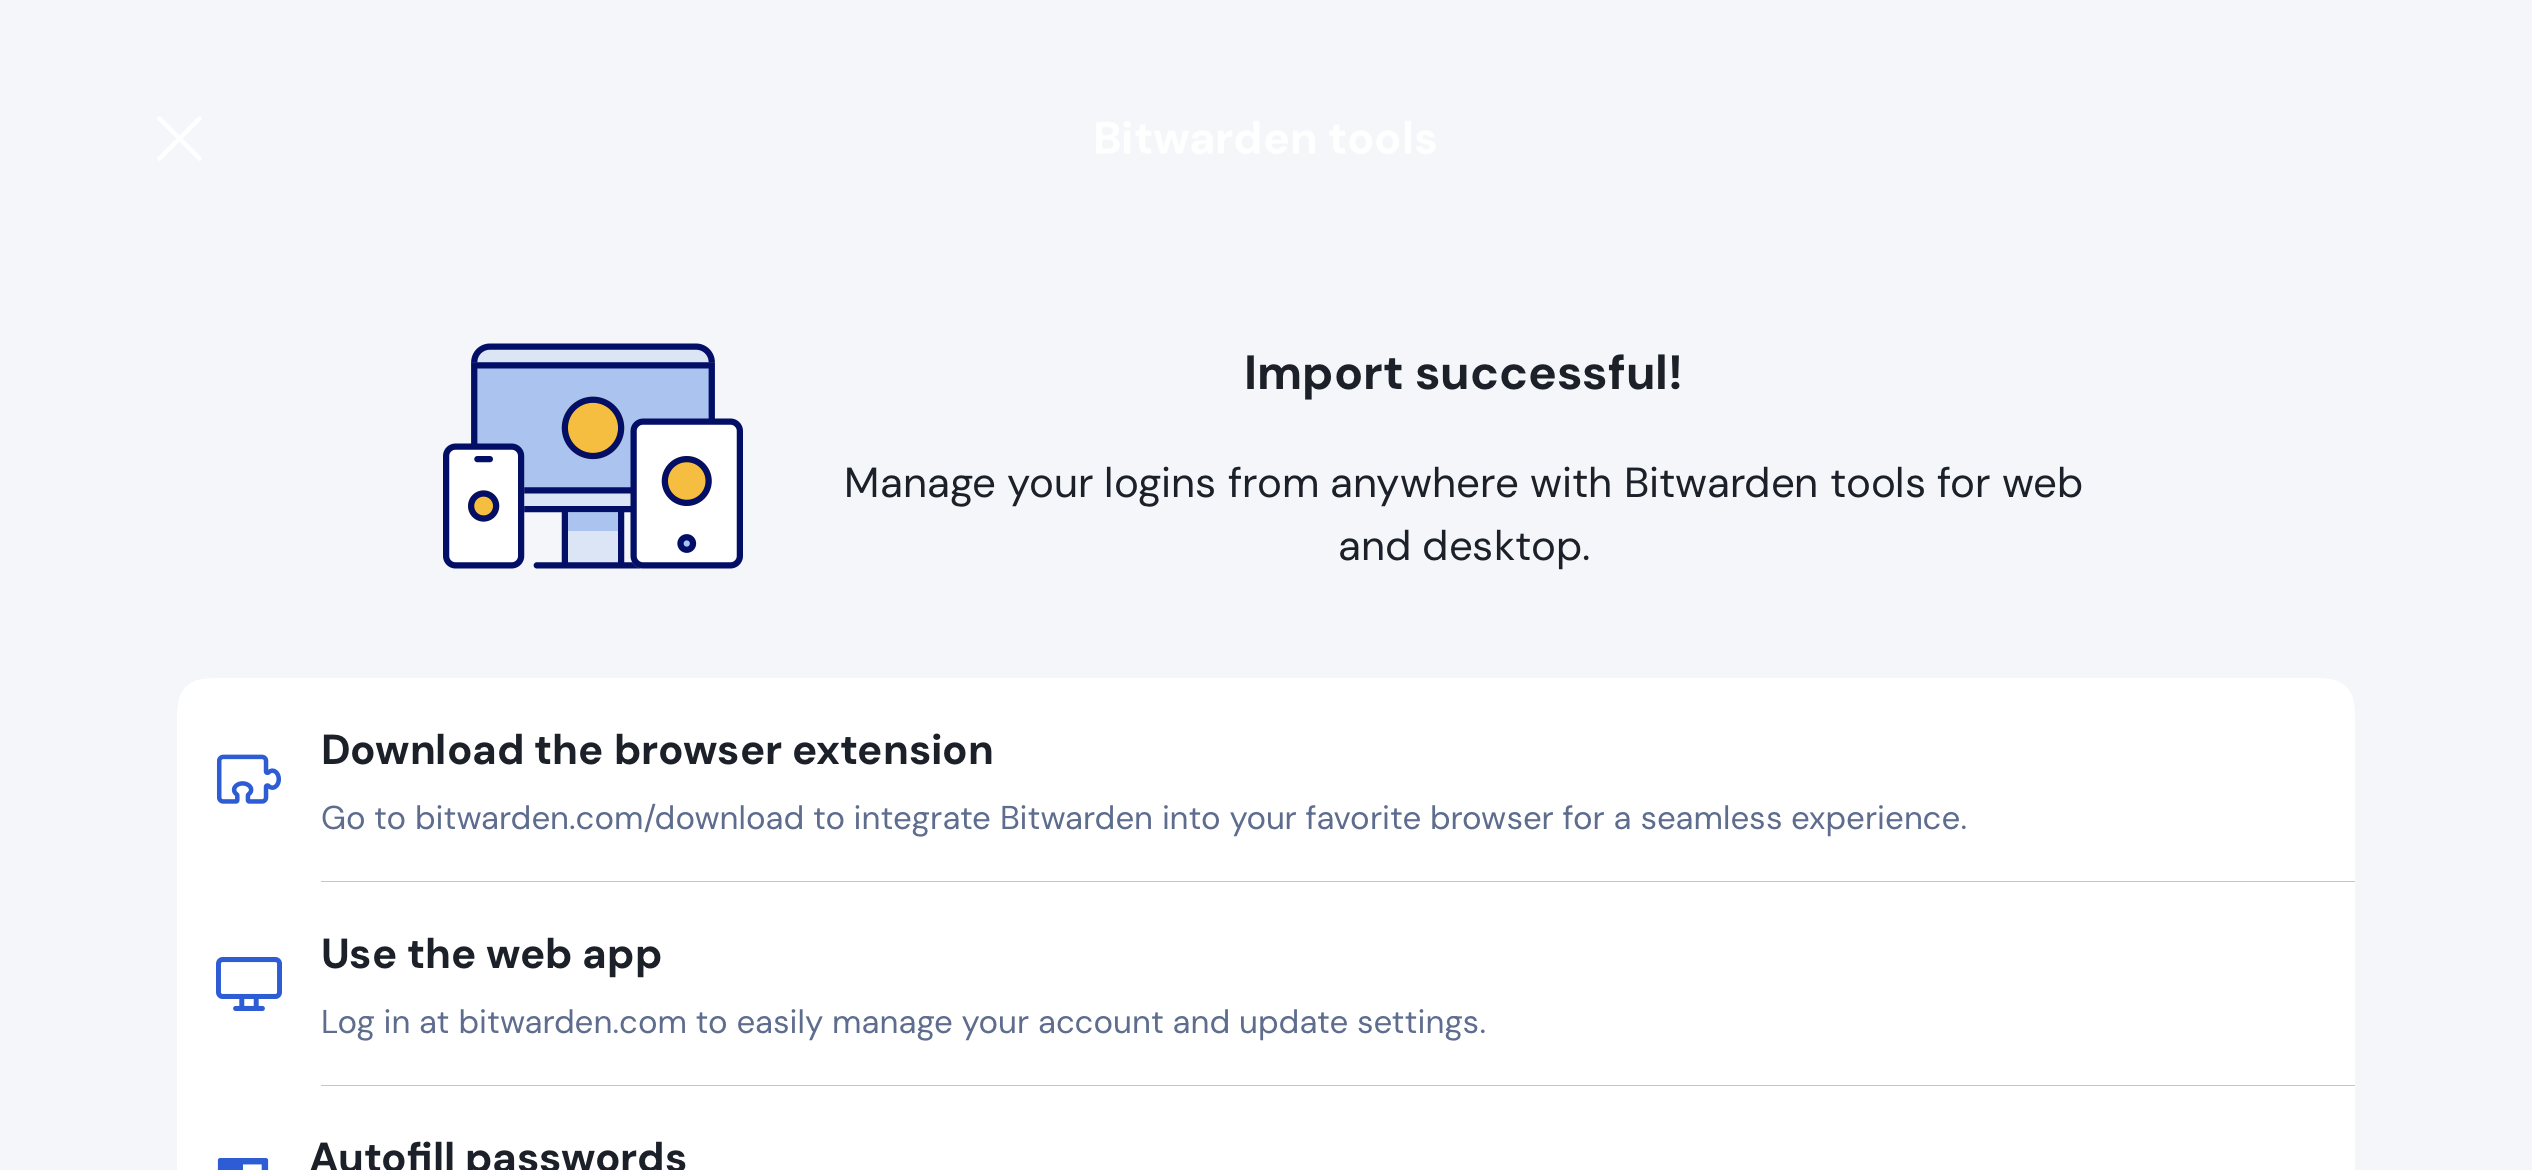 Bitwarden tools
Import successful!
Manage your logins from anywhere with Bitwarden tools for web
and desktop.
Download the browser extension
Go to bitwarden.com/download to integrate Bitwarden into your favorite browser for a seamless experience.
Use the web app
Log in at bitwarden.com to easily manage your account and update settings.
Autofill passwords